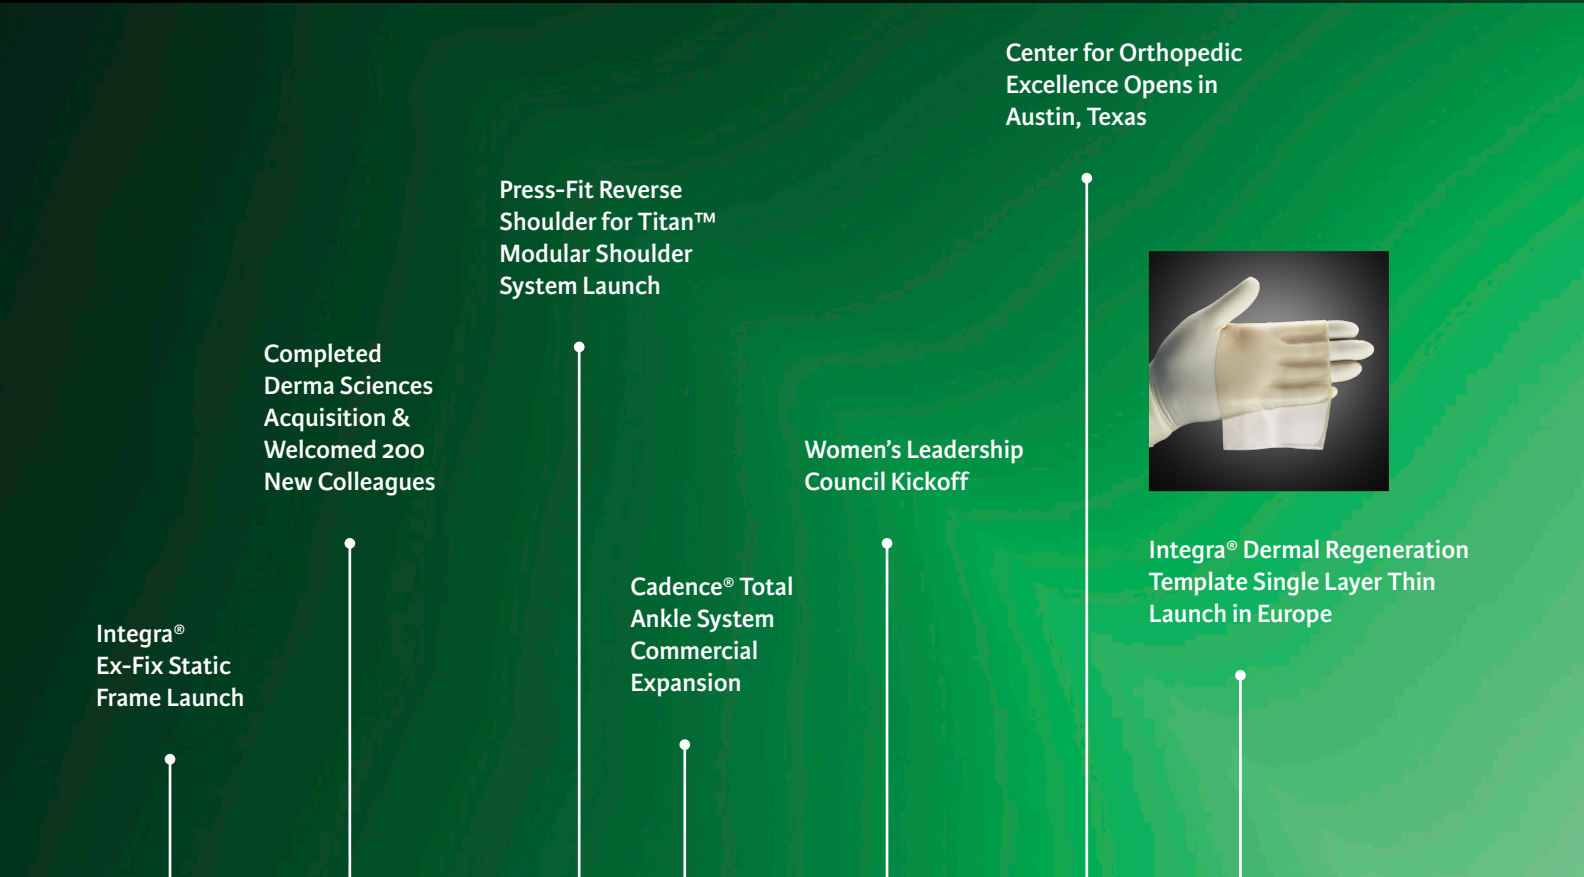 Integra®
Ex-Fix Static
Frame Launch
Completed
Derma Sciences
Acquisition &
Welcomed 200
New Colleagues
Press-Fit Reverse
Shoulder for Titan™
Modular Shoulder
System Launch
Cadence® Total
Ankle System
Commercial
Expansion
Women’s Leadership
Council Kickoff
Center for Orthopedic
Excellence Opens in
Austin, Texas
Integra® Dermal Regeneration
Template Single Layer Thin
Launch in Europe